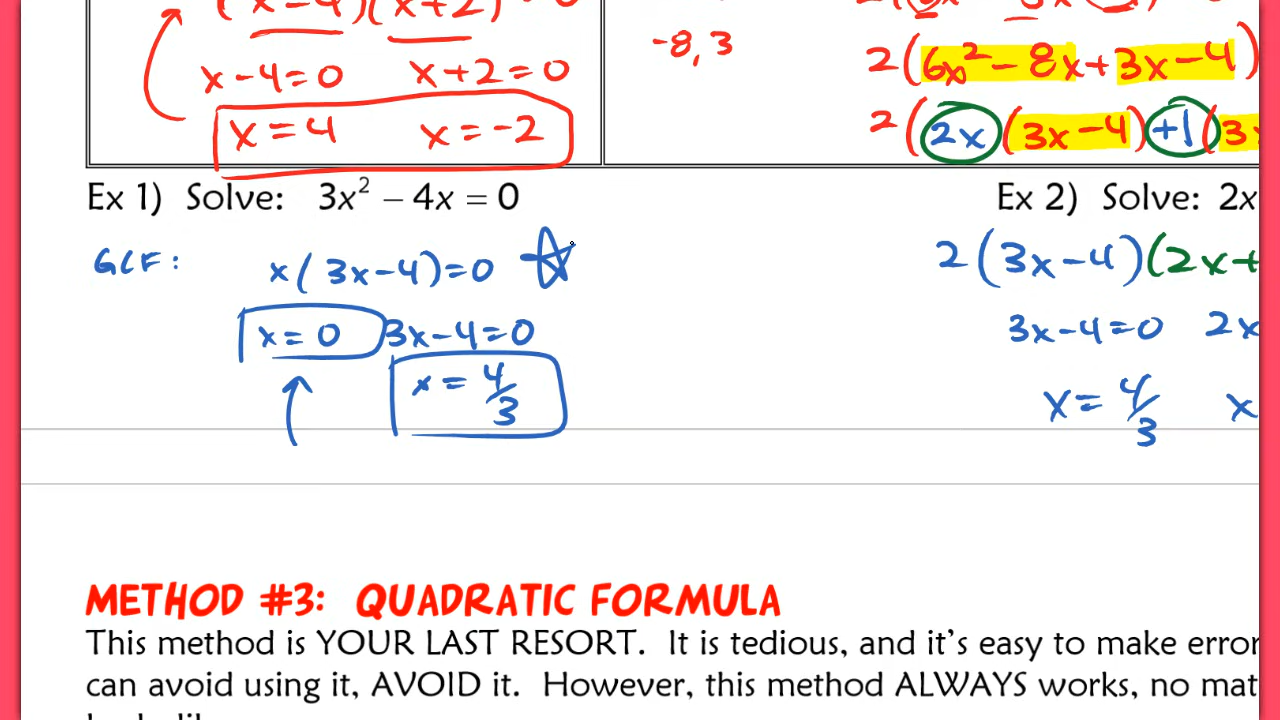 (x-4)(x+2)=0
x-4=0 x+2=0
x=4 x=-2
-8, 3
2(6x²-8x+3x-4)
2(2x(3x-4)+1(3x
Ex 1) Solve: 3x² − 4x = 0
GCF: x(3x-4)=0
x=0 3x-4=0
x=4/3
Ex 2) Solve: 2x
2(3x-4)(2x+
3x-4=0 2x
x=4/3 x
METHOD #3: QUADRATIC FORMULA
This method is YOUR LAST RESORT. It is tedious, and it's easy to make error
can avoid using it, AVOID it. However, this method ALWAYS works, no mat